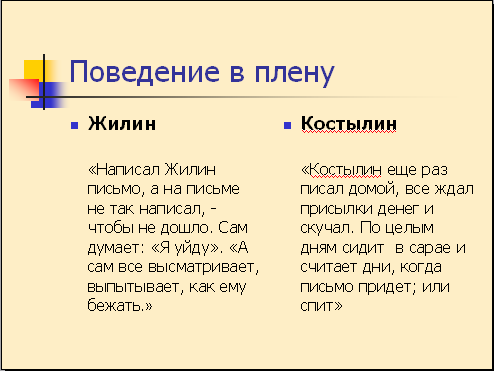 Поведение в плену
Жилин
«Написал Жилин
письмо, а на письме
не так написал, -
чтобы не дошло. Сам
думает: «Я уйду». «А
сам все высматривает,
выпытывает, как ему
бежать.»
Костылин
«Костылин еще раз
писал домой, все ждал
присылки денег и
скучал. По целым
дням сидит  в сарае и
считает дни, когда
письмо придет; или
спит»